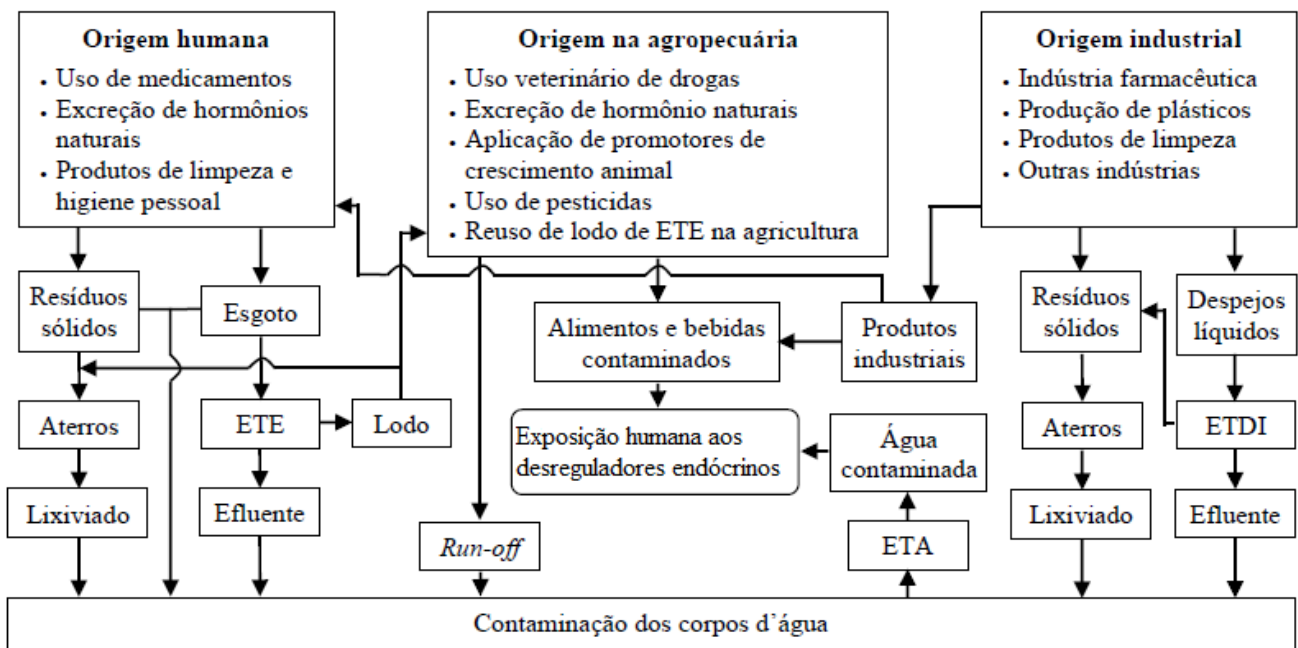 Origem humana
• Uso de medicamentos
• Excreção de hormônios
naturais
• Produtos de limpeza e
higiene pessoal
Origem na agropecuária
• Uso veterinário de drogas
• Excreção de hormônio naturais
• Aplicação de promotores de
crescimento animal
• Uso de pesticidas
• Reuso de lodo de ETE na agricultura
Origem industrial
• Indústria farmacêutica
• Produção de plásticos
• Produtos de limpeza
• Outras indústrias
Resíduos
sólidos
Esgoto
Alimentos e bebidas
contaminados
Produtos
industriais
Resíduos
sólidos
Despejos
líquidos
Aterros
ETE
Lodo
Exposição humana aos
desreguladores endócrinos
Água
contaminada
Aterros
ETDI
Lixiviado
Efluente
Run-off
ETA
Lixiviado
Efluente
Contaminação dos corpos d’água